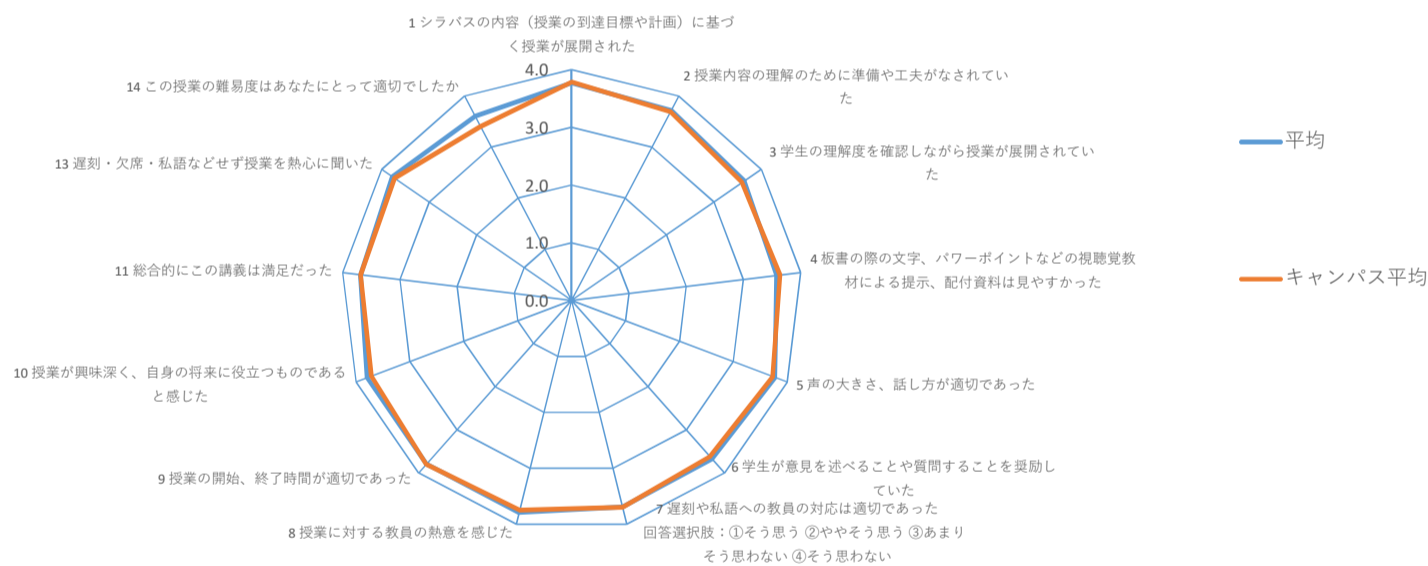 1 シラバスの内容（授業の到達目標や計画）に基づ
く授業が展開された
2 授業内容の理解のために準備や工夫がなされてい
た
3 学生の理解度を確認しながら授業が展開されてい
た
4 板書の際の文字、パワーポイントなどの視聴覚教
材による提示、配付資料は見やすかった
5 声の大きさ、話し方が適切であった
6 学生が意見を述べることや質問することを奨励し
ていた
7 遅刻や私語への教員の対応は適切であった
回答選択肢：①そう思う ②ややそう思う ③あまり
そう思わない ④そう思わない
8 授業に対する教員の熱意を感じた
9 授業の開始、終了時間が適切であった
10 授業が興味深く、自身の将来に役立つものである
と感じた
11 総合的にこの講義は満足だった
13 遅刻・欠席・私語などせず授業を熱心に聞いた
14 この授業の難易度はあなたにとって適切でしたか
4.0
3.0
2.0
1.0
0.0
平均
キャンパス平均